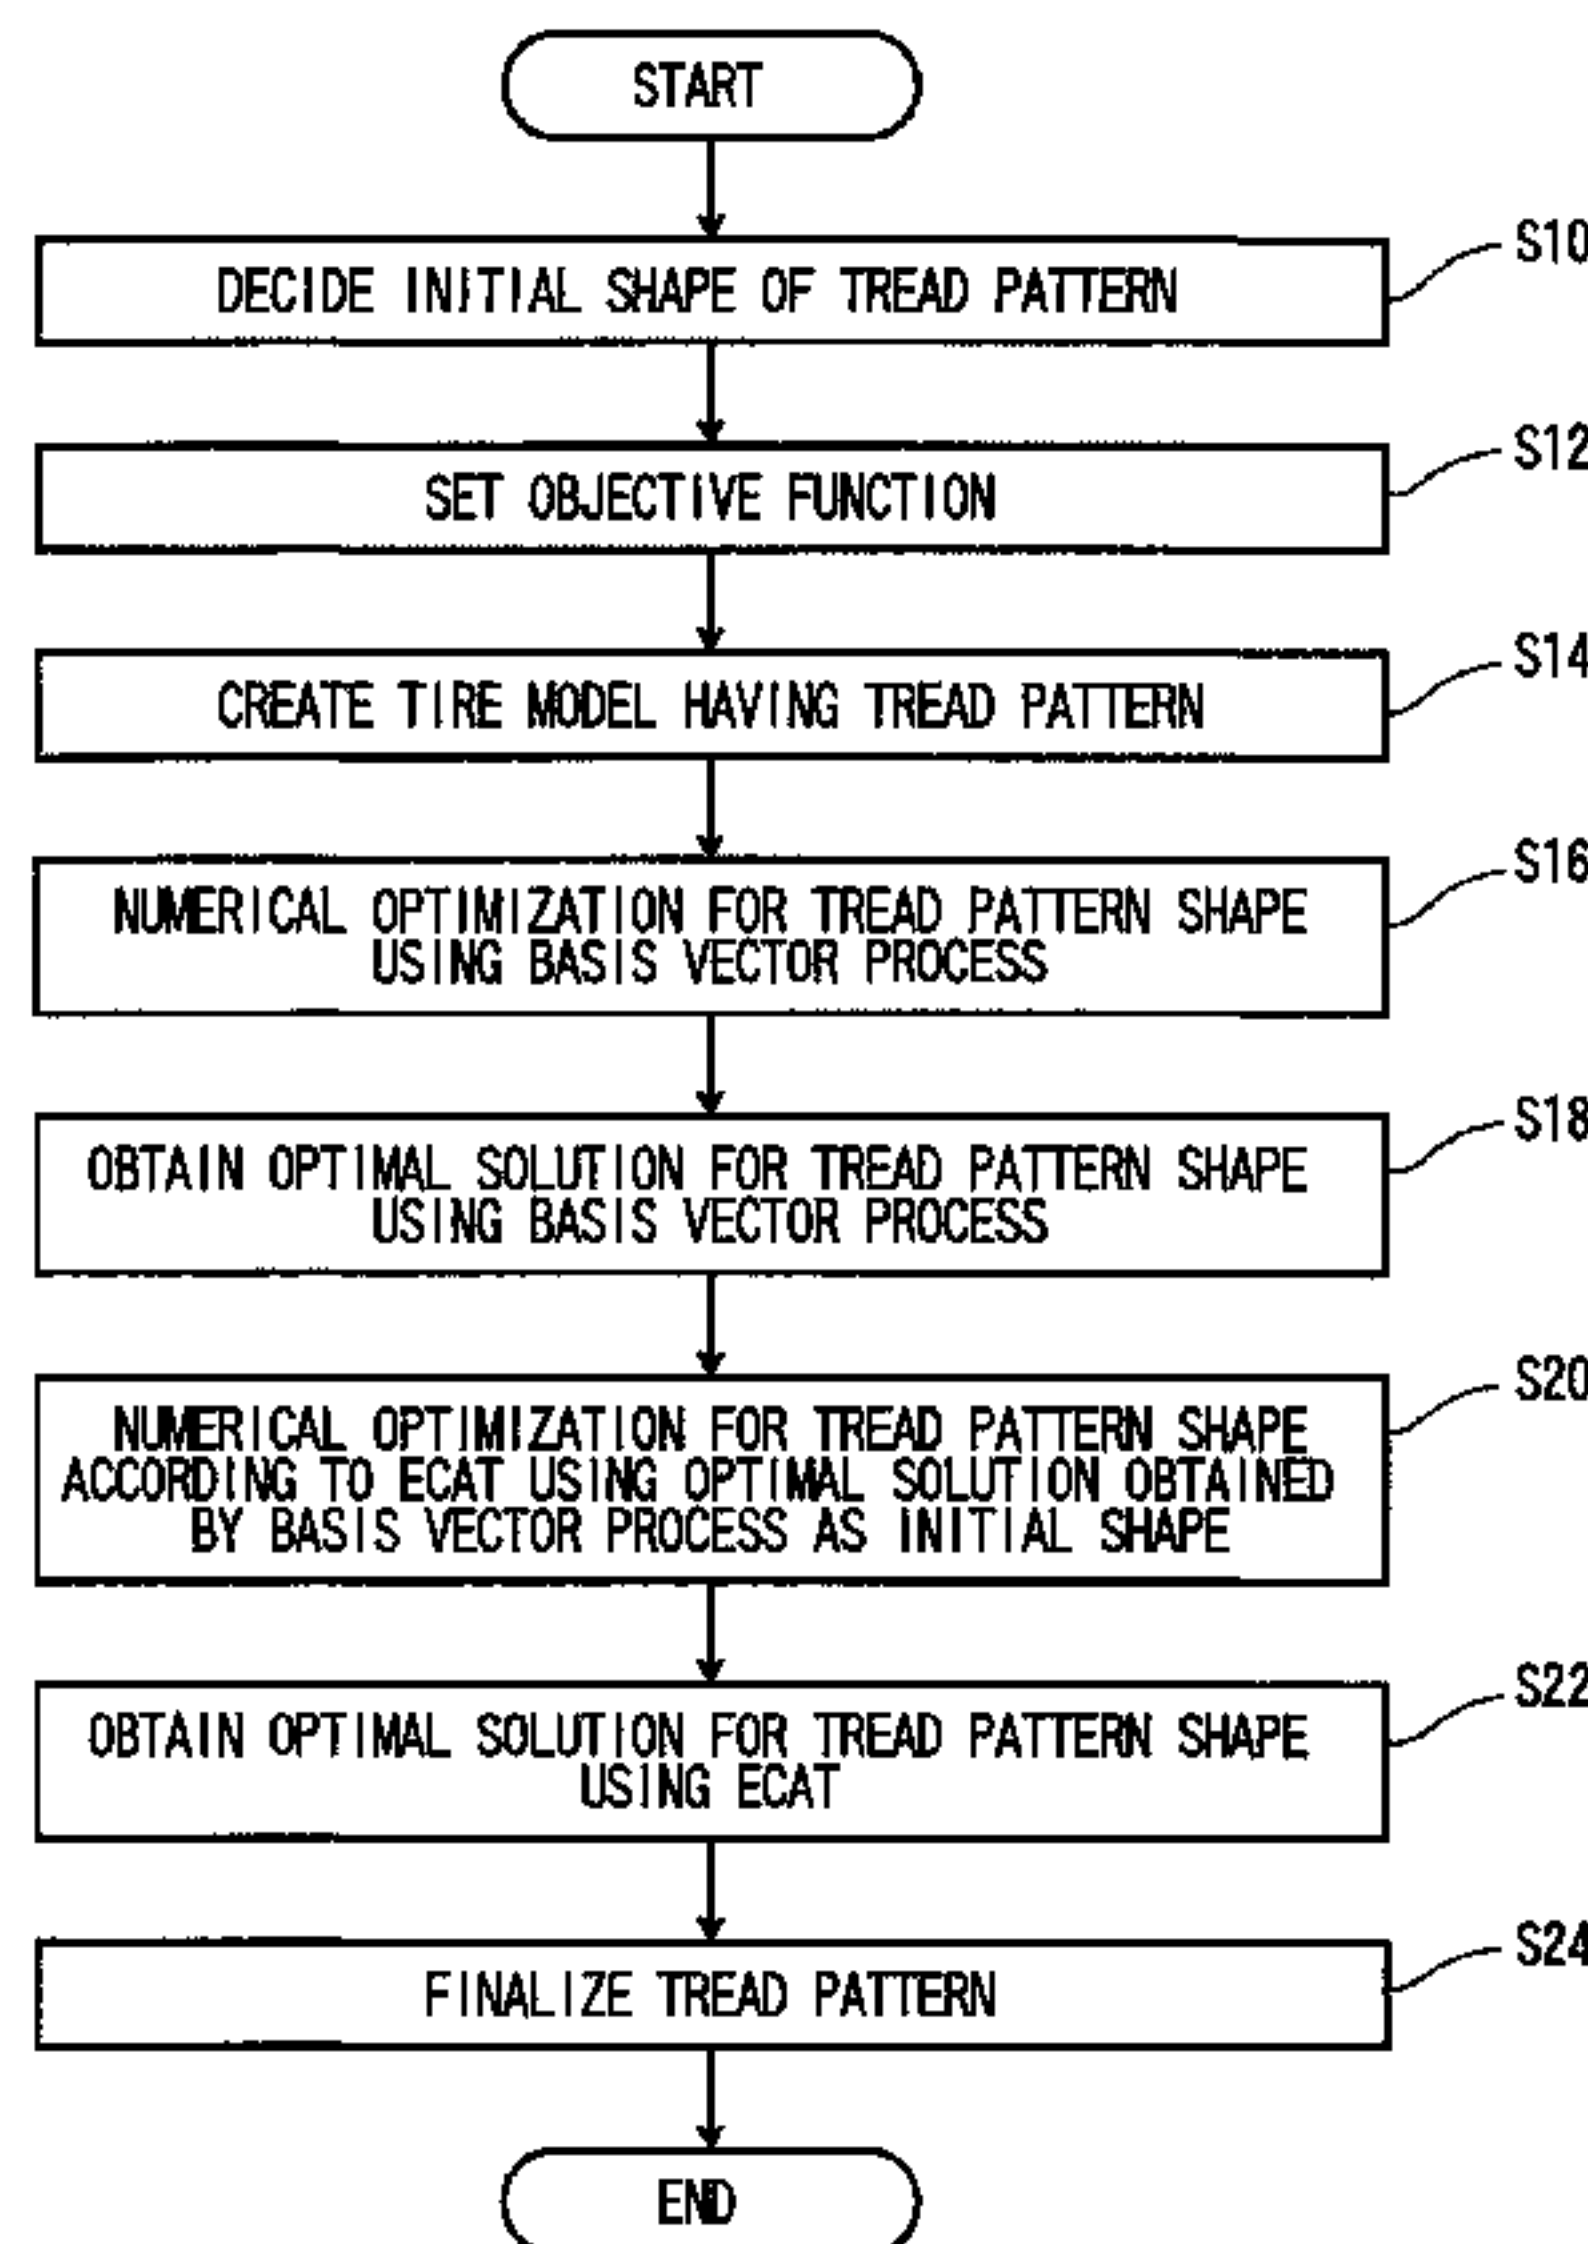 START
DECIDE INITIAL SHAPE OF TREAD PATTERN
S10
SET OBJECTIVE FUNCTION
S12
CREATE TIRE MODEL HAVING TREAD PATTERN
S14
NUMERICAL OPTIMIZATION FOR TREAD PATTERN SHAPE
USING BASIS VECTOR PROCESS
S16
OBTAIN OPTIMAL SOLUTION FOR TREAD PATTERN SHAPE
USING BASIS VECTOR PROCESS
S18
NUMERICAL OPTIMIZATION FOR TREAD PATTERN SHAPE
ACCORDING TO ECAT USING OPTIMAL SOLUTION OBTAINED
BY BASIS VECTOR PROCESS AS INITIAL SHAPE
S20
OBTAIN OPTIMAL SOLUTION FOR TREAD PATTERN SHAPE
USING ECAT
S22
FINALIZE TREAD PATTERN
S24
END